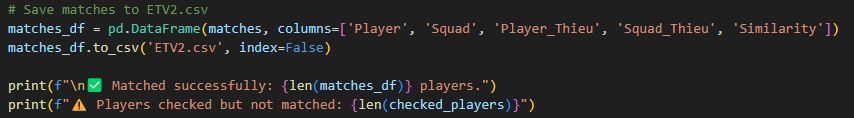 # Save matches to ETV2.csv
matches_df = pd.DataFrame(matches, columns=['Player', 'Squad', 'Player_Thieu', 'Squad_Thieu', 'Similarity'])
matches_df.to_csv('ETV2.csv', index=False)
print(f"\n✅ Matched successfully: {len(matches_df)} players.")
print(f"⚠️ Players checked but not matched: {len(checked_players)}")